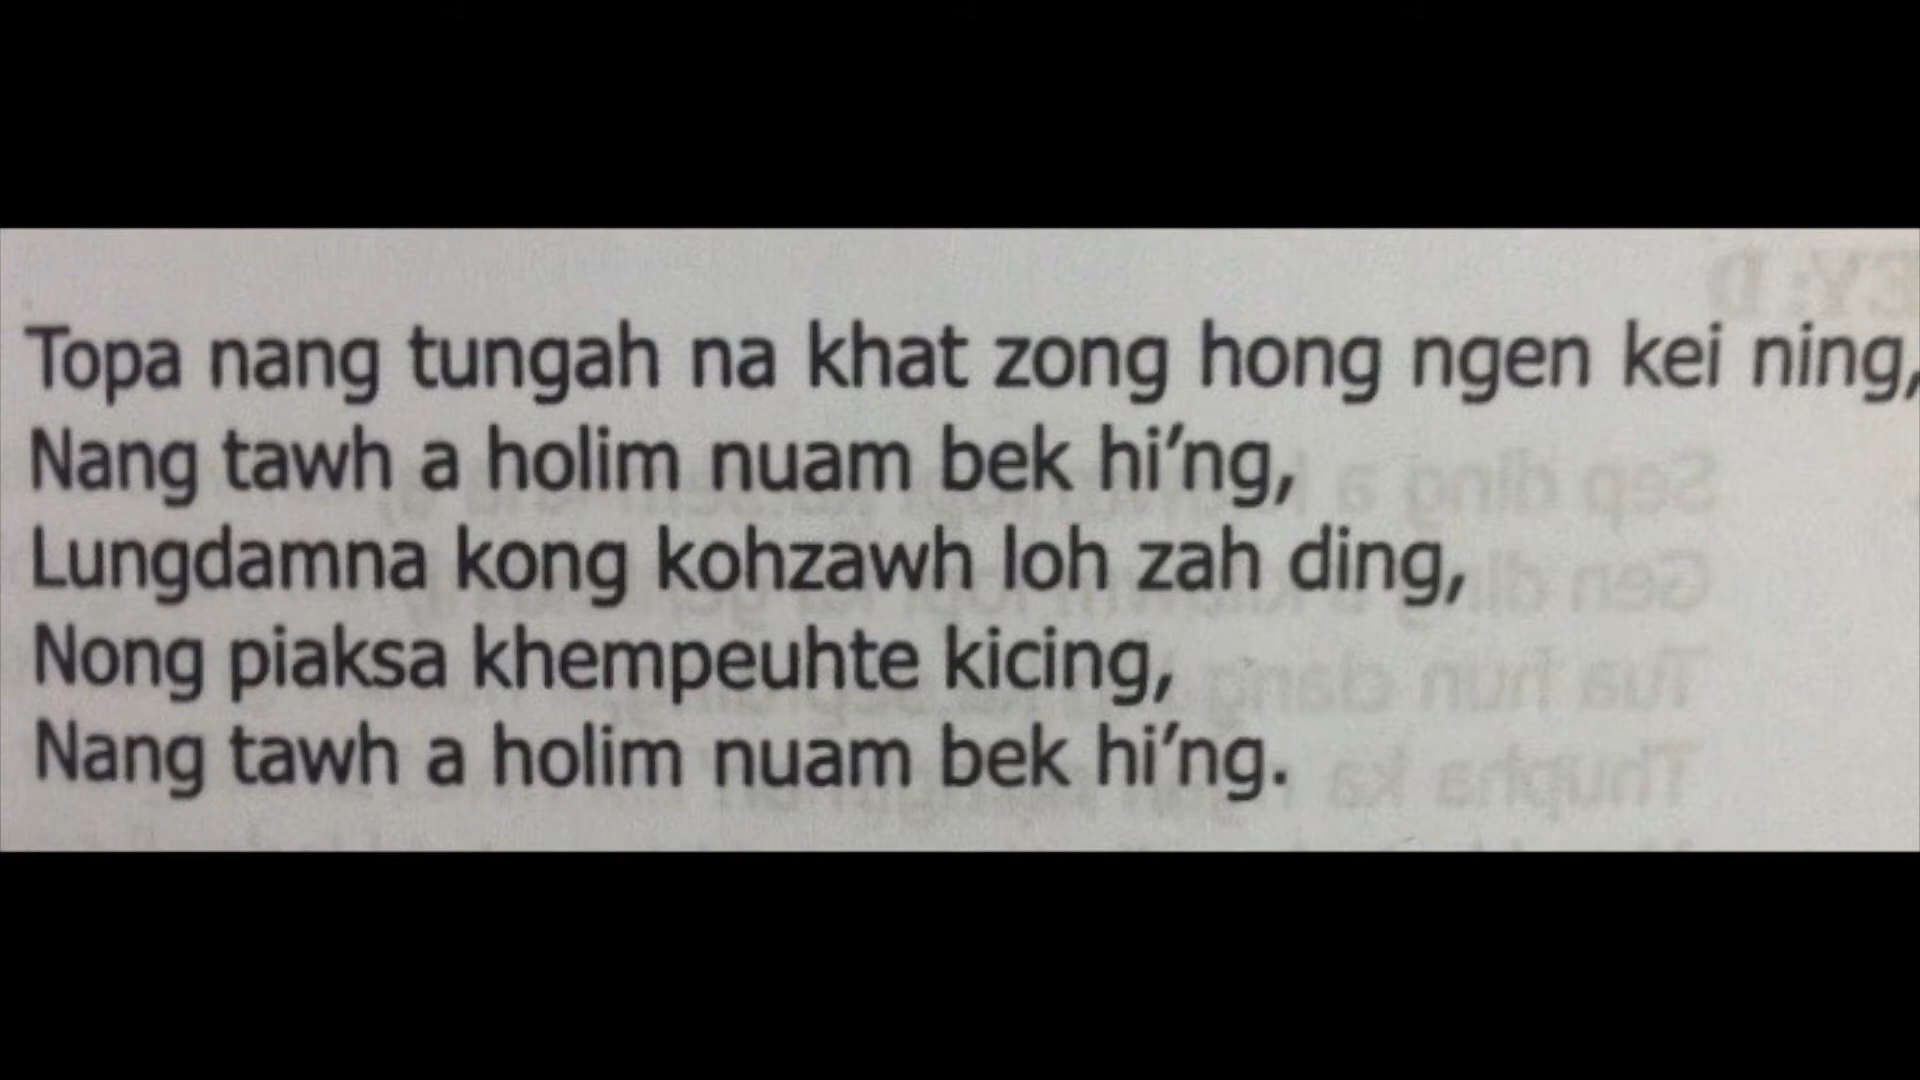 Topa nang tungah na khat zong hong ngen kei ning,
Nang tawh a holim nuam bek hi’ng,
Lungdamna kong kohzawh loh zah ding,
Nong piaksa khempeuhte kicing,
Nang tawh a holim nuam bek hi’ng.